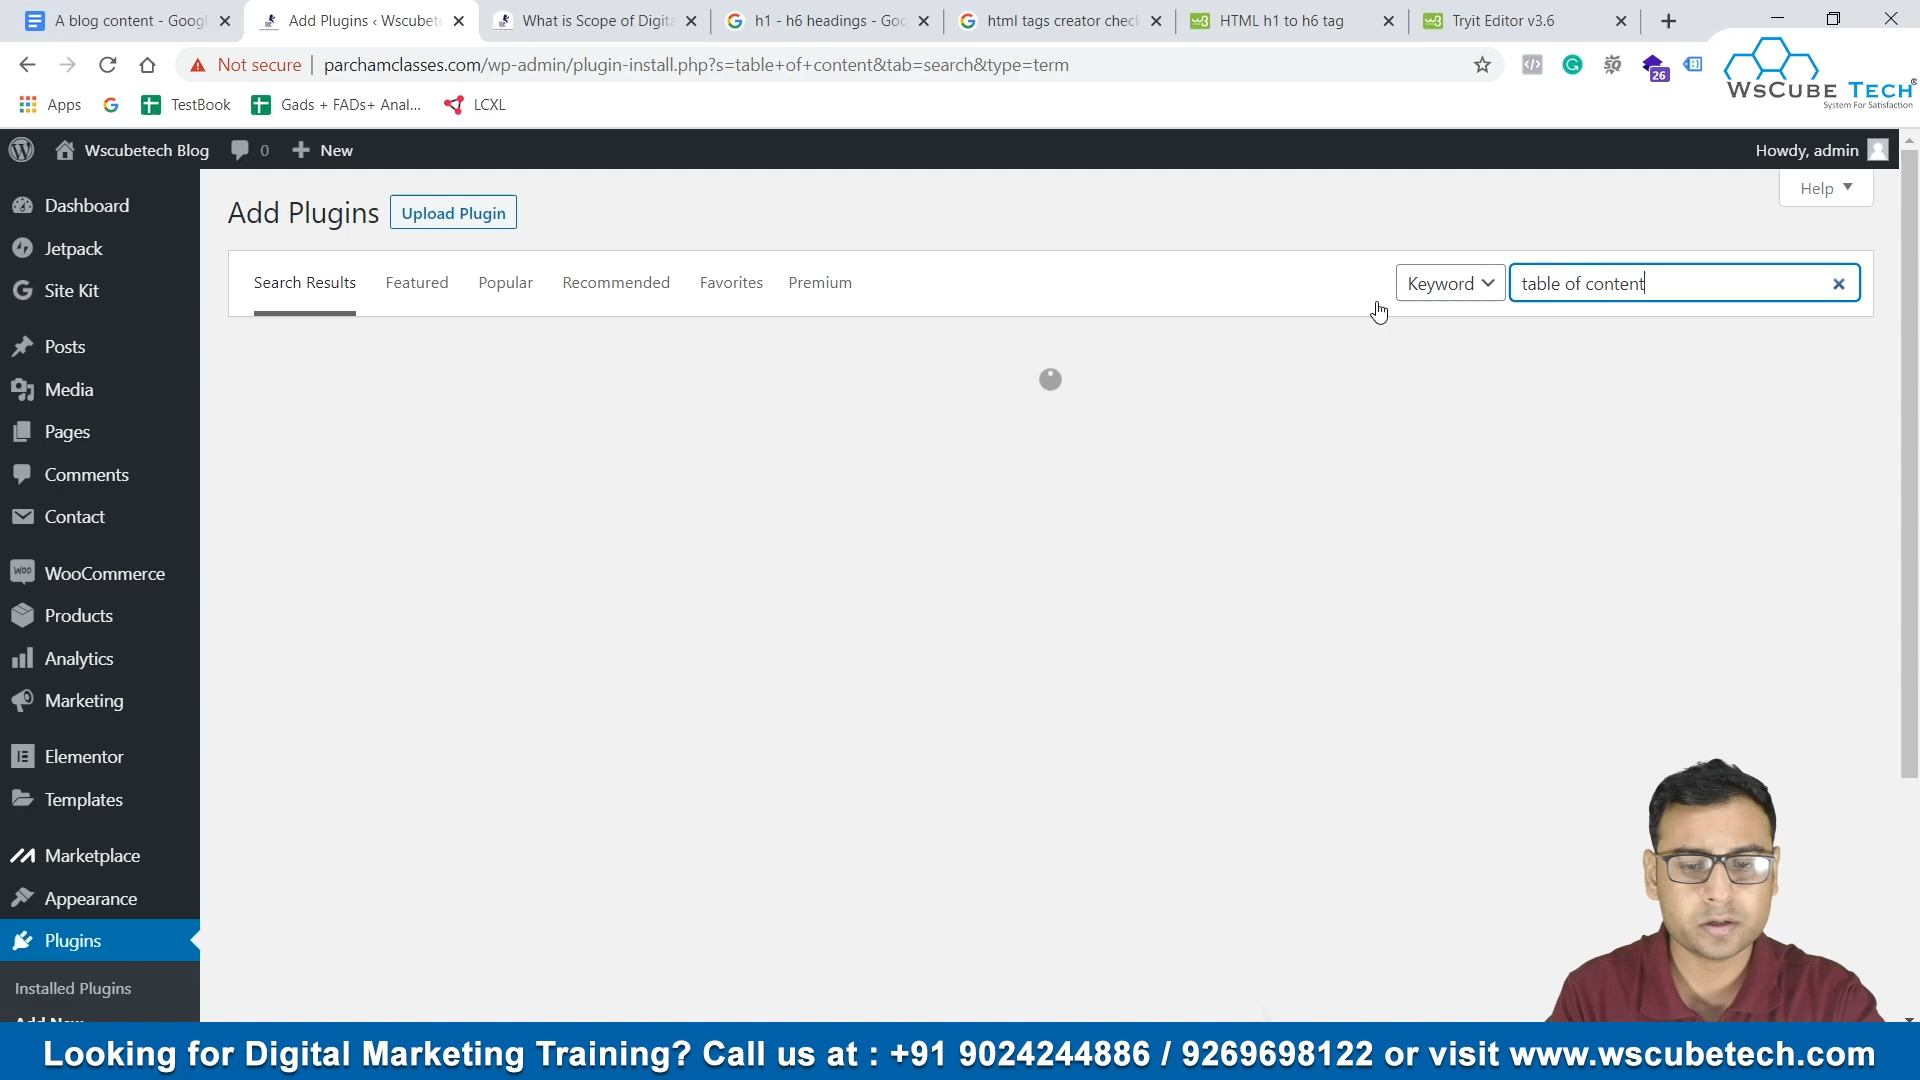 A blog content - Googl
Add Plugins ‹ Wscubete
What is Scope of Digita
h1 - h6 headings - Goo
html tags creator check
HTML h1 to h6 tag
Tryit Editor v3.6
Not secure
parchamclasses.com/wp-admin/plugin-install.php?s=table+of+content&tab=search&type=term
26
WsCube Tech
System For Satisfaction
Apps
TestBook
Gads + FADs+ Anal...
LCXL
Wscubetech Blog
0
New
Howdy, admin
Help
Add Plugins
Upload Plugin
Search Results
Featured
Popular
Recommended
Favorites
Premium
Keyword
table of content
Dashboard
Jetpack
Site Kit
Posts
Media
Pages
Comments
Contact
WooCommerce
Products
Analytics
Marketing
Elementor
Templates
Marketplace
Appearance
Plugins
Installed Plugins
Looking for Digital Marketing Training? Call us at : +91 9024244886 / 9269698122 or visit www.wscubetech.com